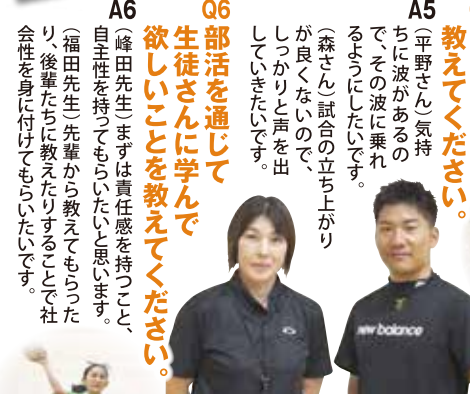 教えてください。
A5
（平野さん）気持
ちに波があるの
で、その波に乗れ
るようにしたいです。
（森さん）試合の立ち上がり
が良くないので、
しっかりと声を出
していきたいです。
Q6
部活を通じて
生徒さんに学んで
欲しいことを教えてください。
A6
（峰田先生）まずは責任感を持つこと、
自主性を持ってもらいたいと思います。
（福田先生）先輩から教えてもらった
り、後輩たちに教えたりすることで社
会性を身に付けてもらいたいです。
new balance